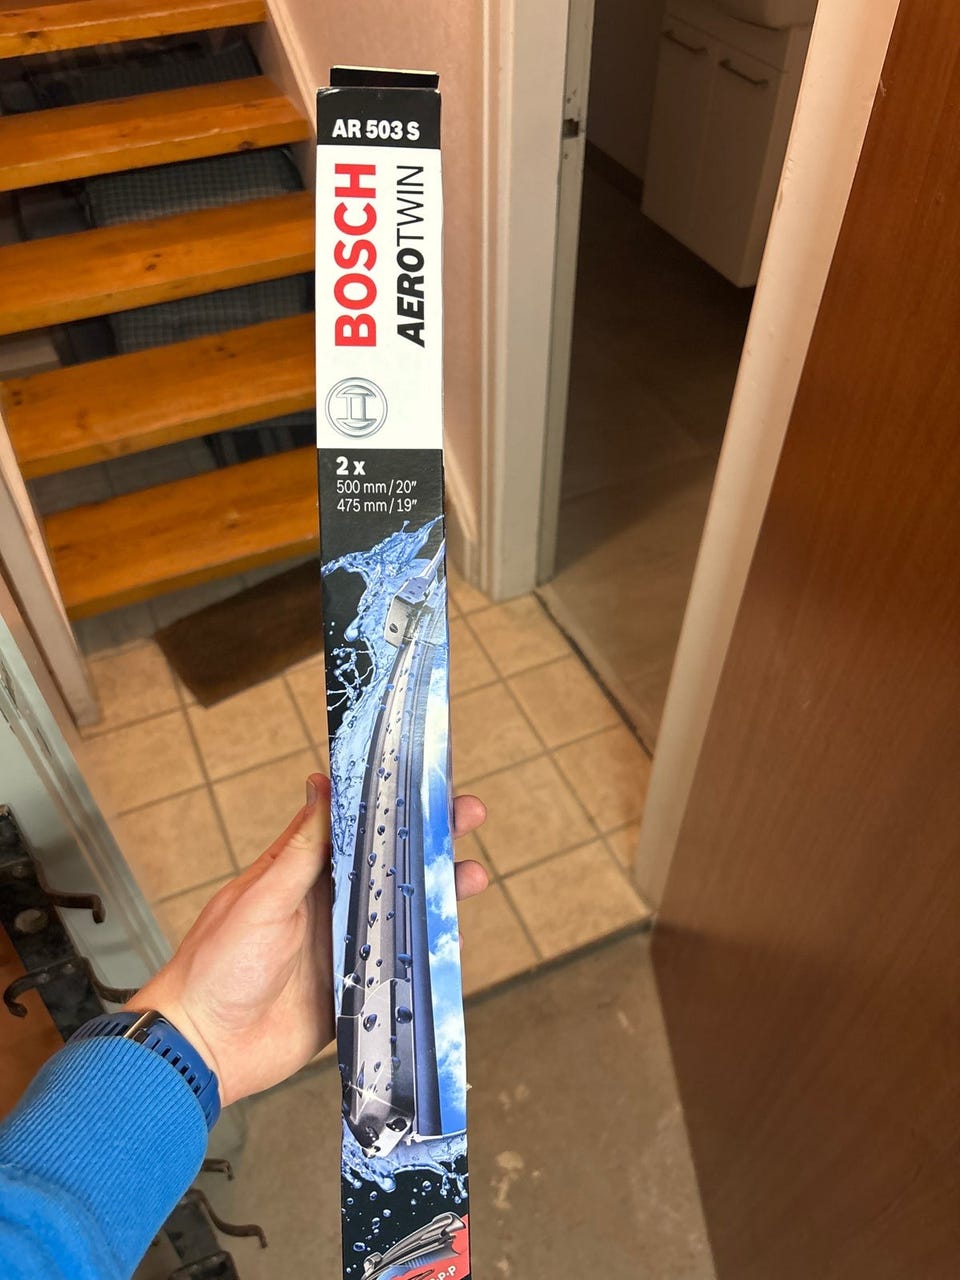 AR 503 S
BOSCH
AEROTWIN
2 x
500 mm / 20"
475 mm / 19"